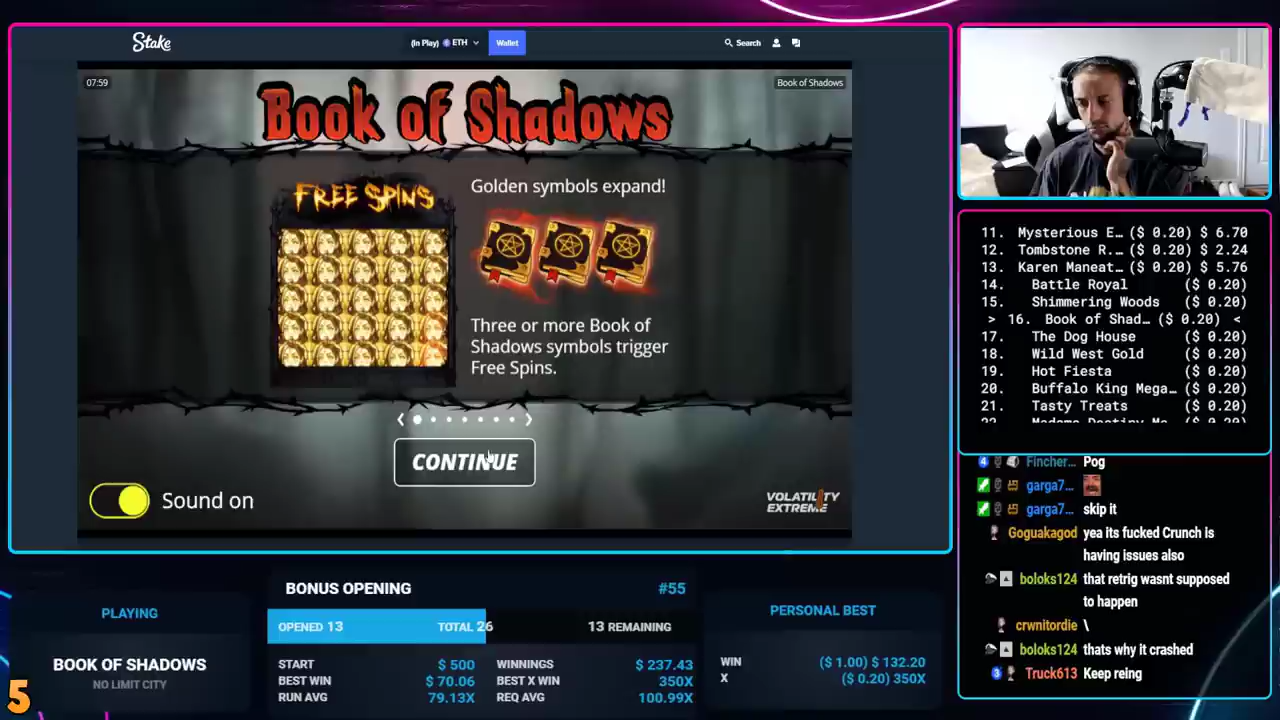 Stake
(In Play) ETH
Wallet
Search
07:59
Book of Shadows
Book of Shadows
FREE SPINS
Golden symbols expand!
Three or more Book of
Shadows symbols trigger
Free Spins.
CONTINUE
Sound on
VOLATILITY
EXTREME
11. Mysterious E… ($ 0.20) $ 6.70
12. Tombstone R… ($ 0.20) $ 2.24
13. Karen Maneat… ($ 0.20) $ 5.76
14. Battle Royal ($ 0.20)
15. Shimmering Woods ($ 0.20)
> 16. Book of Shad… ($ 0.20) <
17. The Dog House ($ 0.20)
18. Wild West Gold ($ 0.20)
19. Hot Fiesta ($ 0.20)
20. Buffalo King Mega… ($ 0.20)
21. Tasty Treats ($ 0.20)
Fincher… Pog
garga7…
garga7… skip it
Goguakagod yea its fucked Crunch is
having issues also
boloks124 that retrig wasnt supposed
to happen
crwnitordie \
boloks124 thats why it crashed
Truck613 Keep reing
PLAYING
BOOK OF SHADOWS
NO LIMIT CITY
5
BONUS OPENING #55
OPENED 13 TOTAL 26 13 REMAINING
START $ 500 WINNINGS $ 237.43
BEST WIN $ 70.06 BEST X WIN 350X
RUN AVG 79.13X REQ AVG 100.99X
PERSONAL BEST
WIN ($ 1.00) $ 132.20
X ($ 0.20) 350X